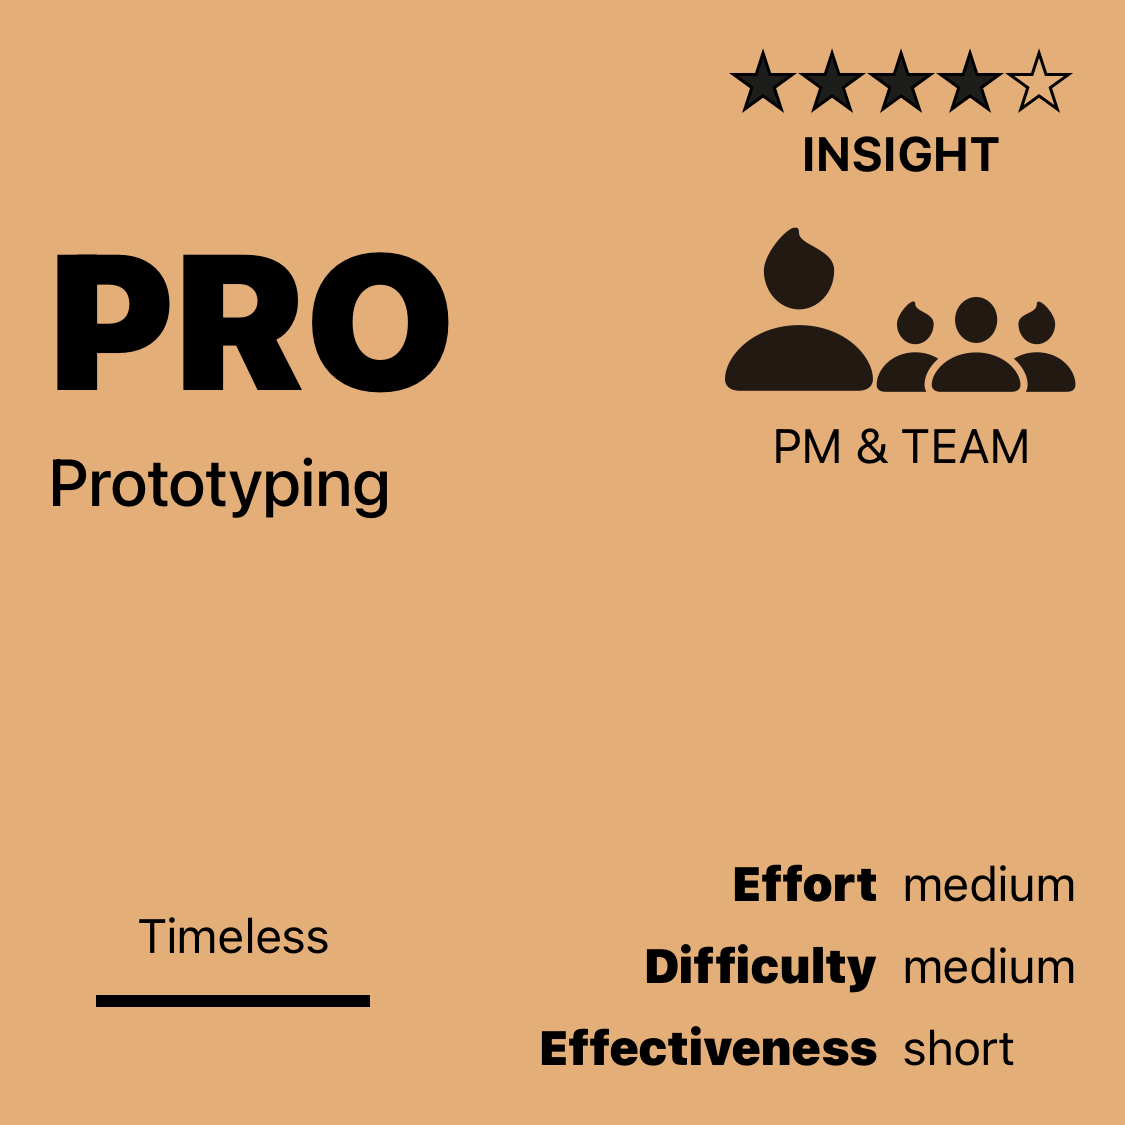 INSIGHT
PRO
Prototyping
PM & TEAM
Timeless
Effort medium
Difficulty medium
Effectiveness short